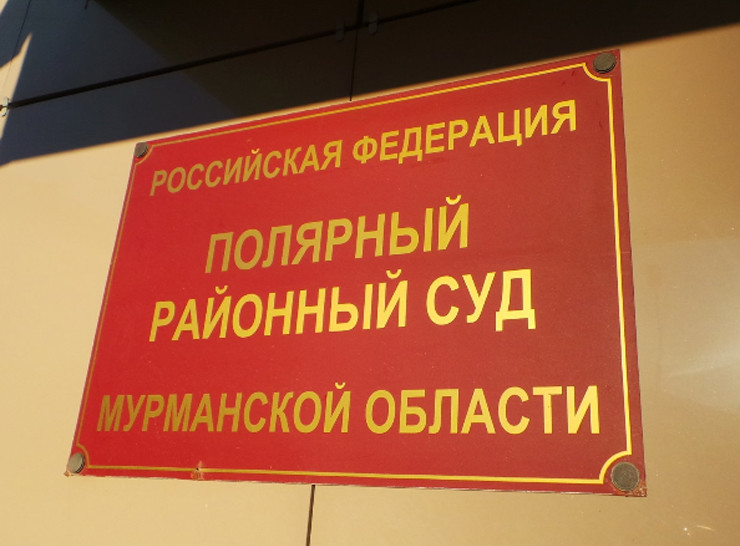 РОССИЙСКАЯ ФЕДЕРАЦИЯ
ПОЛЯРНЫЙ
РАЙОННЫЙ СУД
МУРМАНСКОЙ ОБЛАСТИ